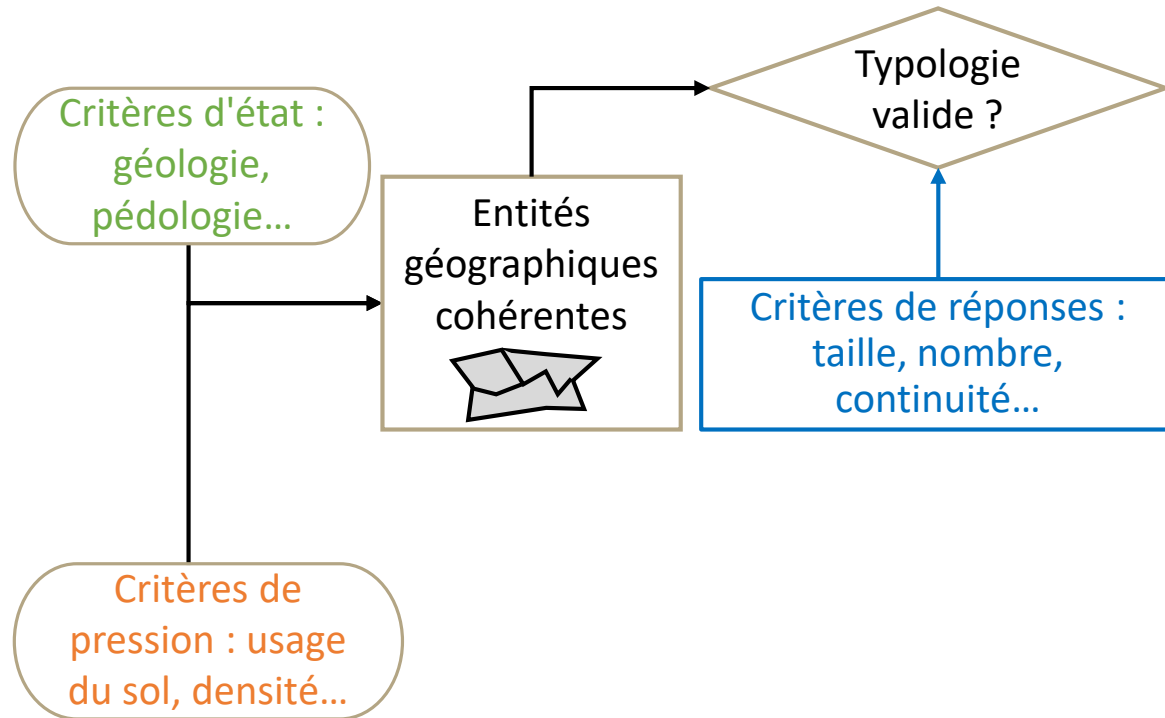 Typologie
valide ?
Critères d'état :
géologie,
pédologie…
Entités
géographiques
cohérentes
Critères de réponses :
taille, nombre,
continuité…
Critères de
pression : usage
du sol, densité…